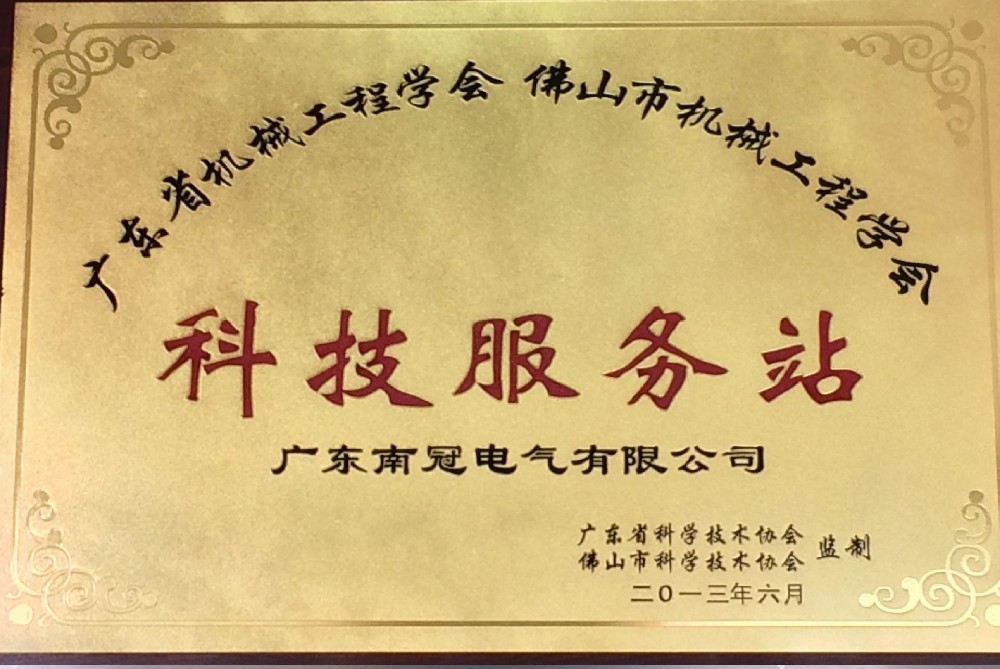 广东省机械工程学会 佛山市机械工程学会
科技服务站
广东南冠电气有限公司
广东省科学技术协会
佛山市科学技术协会 监制
二0一三年六月